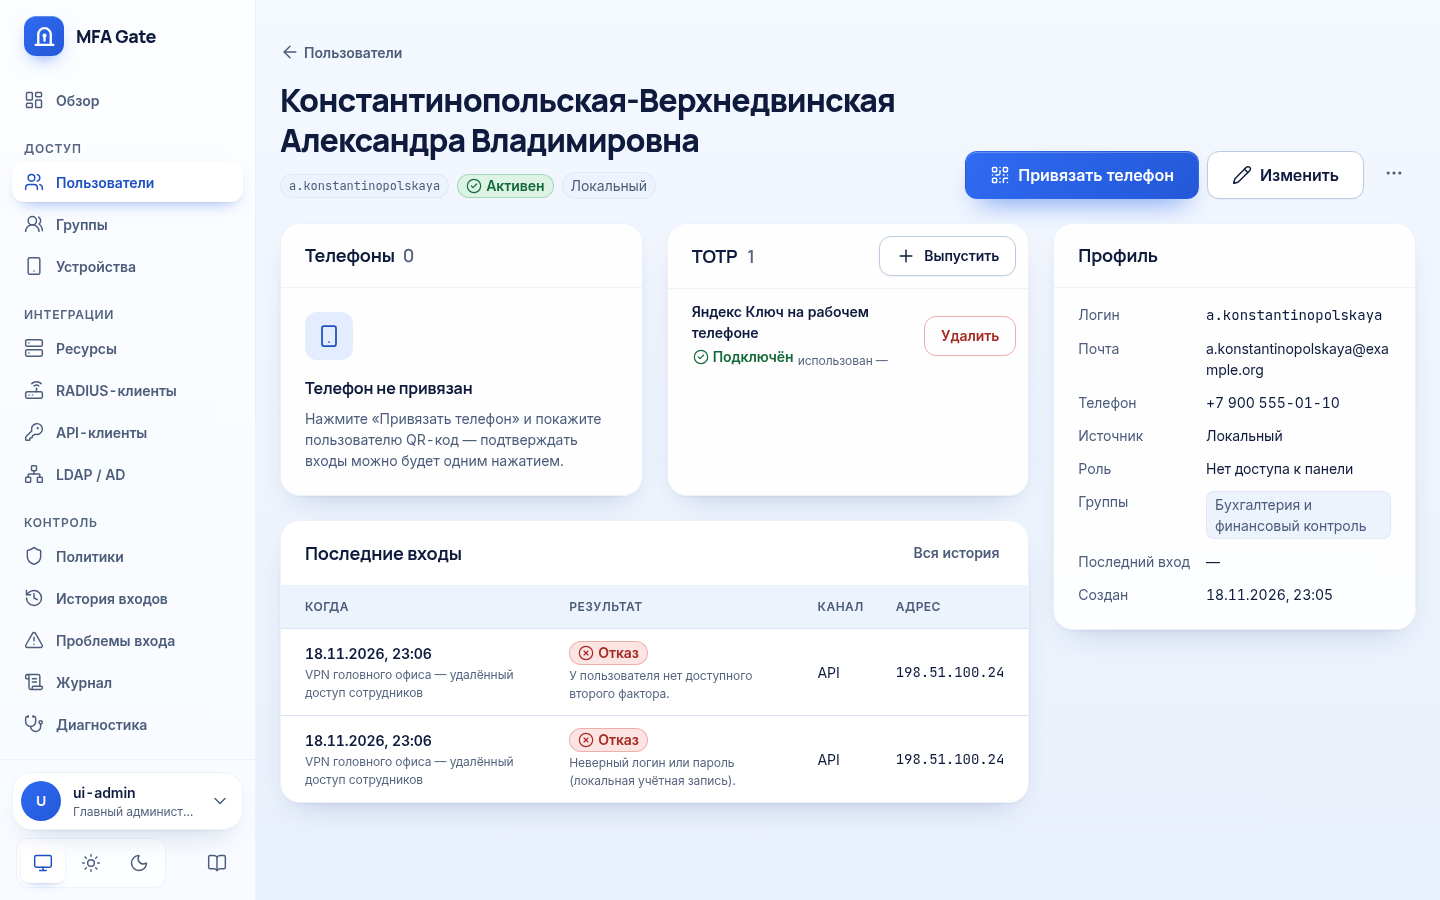 MFA Gate
Обзор
ДОСТУП
Пользователи
Группы
Устройства
ИНТЕГРАЦИИ
Ресурсы
RADIUS-клиенты
API-клиенты
LDAP / AD
КОНТРОЛЬ
Политики
История входов
Проблемы входа
Журнал
Диагностика
U
ui-admin
Главный админист...
Пользователи
Константинопольская-Верхнедвинская
Александра Владимировна
a.konstantinopolskaya
Активен
Локальный
Привязать телефон
Изменить
Телефоны 0
Телефон не привязан
Нажмите «Привязать телефон» и покажите
пользователю QR-код — подтверждать
входы можно будет одним нажатием.
TOTP 1
Выпустить
Яндекс Ключ на рабочем
телефоне
Подключён использован —
Удалить
Профиль
Логин a.konstantinopolskaya
Почта a.konstantinopolskaya@exa
mple.org
Телефон +7 900 555-01-10
Источник Локальный
Роль Нет доступа к панели
Группы Бухгалтерия и
финансовый контроль
Последний вход —
Создан 18.11.2026, 23:05
Последние входы
Вся история
КОГДА РЕЗУЛЬТАТ КАНАЛ АДРЕС
18.11.2026, 23:06
VPN головного офиса — удалённый
доступ сотрудников
Отказ
У пользователя нет доступного
второго фактора.
API
198.51.100.24
18.11.2026, 23:06
VPN головного офиса — удалённый
доступ сотрудников
Отказ
Неверный логин или пароль
(локальная учётная запись).
API
198.51.100.24